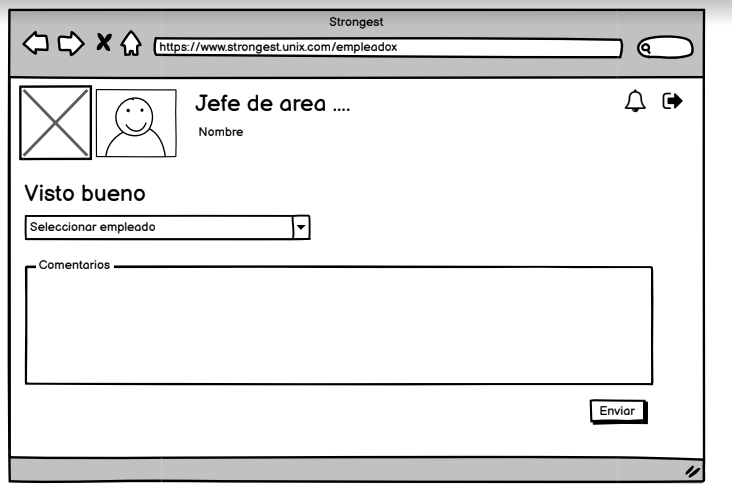 Strongest
https://www.strongest.unix.com/empleadox
Jefe de area ....
Nombre
Visto bueno
Seleccionar empleado
Comentarios
Enviar